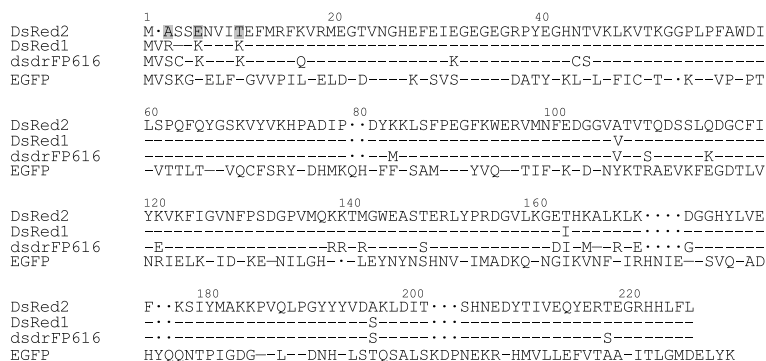 1 20 40
DsRed2 M·ASSENVITEFMRFKVRMEGTVNGHEFEIEGEGEGRPYEGHNTVKLKVTKGGPLPFAWDI
DsRed1 -VR--K---K--------------------------------------------------
dsdrFP616 MVSC-K---K-----Q--------------K-----------CS----------------
EGFP MVSKG-ELF-GVVPILVELD-D----K-SVS------DATY-KL-L-FIC-T-K--·K--VP-PT
60 80 100
DsRed2 LSPQFQYGSKVYVKHPADIP··DYKKLSFPEGFKWERVMNFEDGGVATVTQDSSLQDGCFI
DsRed1 --------------------··-----------------------V---------------
dsdrFP616 --------------------··---M-------------------V--S-----K------
EGFP -VTTLT--VQCFSRY-DHMKQH-FF-SAM---YVQ--TIF-K-D-NYKTRAEVKFEGDTLV
120 140 160
DsRed2 YKVKFIGVNFPSDGPVMQKKTMGWEASTERLYPRDGVLKGETHKALKLK····DGGHYLVE
DsRed1 -----------------------------------------I-------····--------
dsdrFP616 -E----------------RR-R------S------------DI-M--R-E····--G-----
EGFP NRIELK-ID-KE-NILGH--·-LEYNYNSHNV-IMADKQ-NGIKVNF-IRHNIE--SVQ-AD
180 200 220
DsRed2 F··KSIYMAKKPVQLPGYYYVDAKLDIT···SHNEDYTIVEQYERTEGRHHLFL
DsRed1 -··-------------------S-----···-----------------------
dsdrFP616 -··-------------------S-----···---------------S-------
EGFP HYQQNTPIGDG--L--DNH-LSTQSALSKDPNEKR-HMVLLEFVTAA-ITLGMDELYK